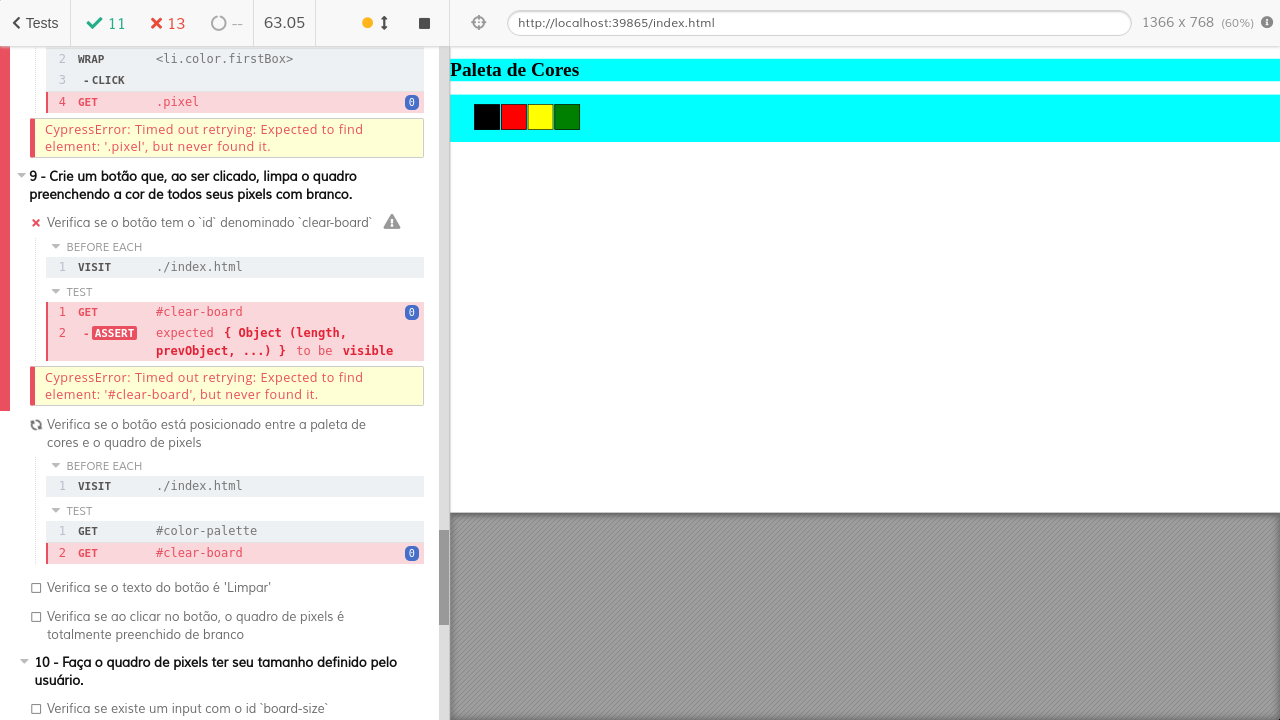 Tests 11 13 -- 63.05
http://localhost:39865/index.html 1366 x 768 (60%)
2 WRAP <li.color.firstBox>
3 -CLICK
4 GET .pixel 0
CypressError: Timed out retrying: Expected to find
element: '.pixel', but never found it.
9 - Crie um botão que, ao ser clicado, limpa o quadro
preenchendo a cor de todos seus pixels com branco.
Verifica se o botão tem o `id` denominado `clear-board`
BEFORE EACH
1 VISIT ./index.html
TEST
1 GET #clear-board 0
2 -ASSERT expected { Object (length,
prevObject, ...) } to be visible
CypressError: Timed out retrying: Expected to find
element: '#clear-board', but never found it.
Verifica se o botão está posicionado entre a paleta de
cores e o quadro de pixels
BEFORE EACH
1 VISIT ./index.html
TEST
1 GET #color-palette
2 GET #clear-board 0
Verifica se o texto do botão é 'Limpar'
Verifica se ao clicar no botão, o quadro de pixels é
totalmente preenchido de branco
10 - Faça o quadro de pixels ter seu tamanho definido pelo
usuário.
Verifica se existe um input com o id `board-size`
Paleta de Cores